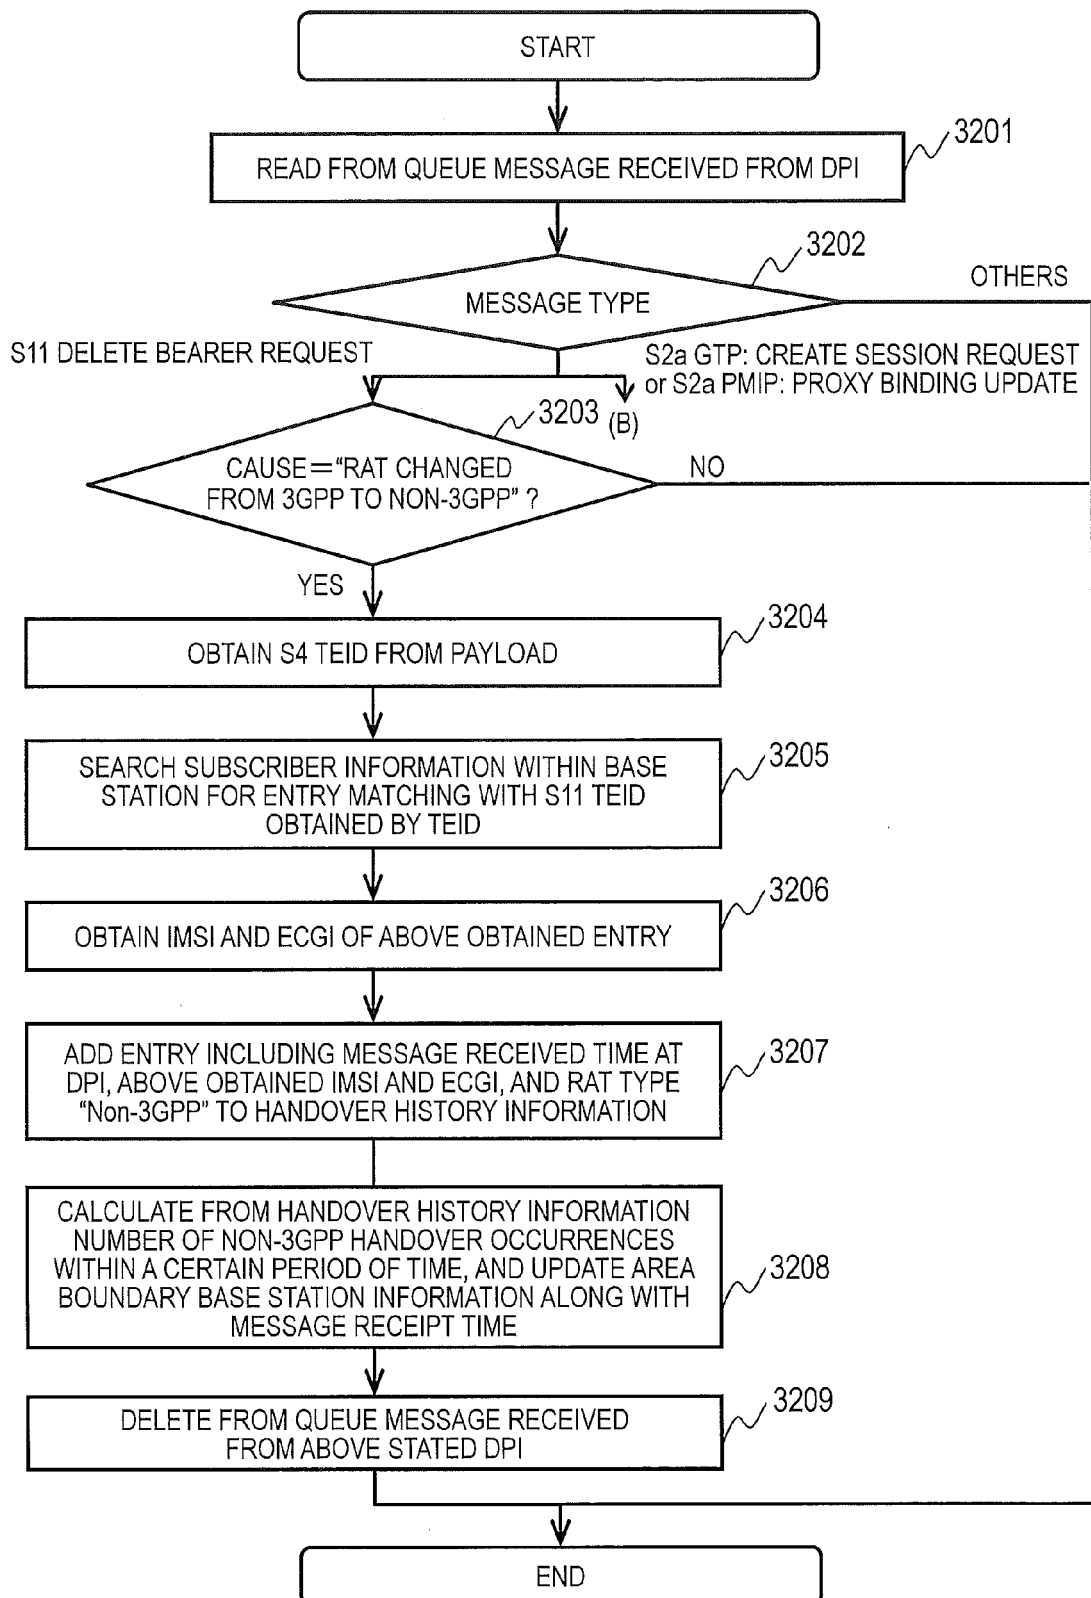 START
3201
READ FROM QUEUE MESSAGE RECEIVED FROM DPI
3202
OTHERS
MESSAGE TYPE
S11 DELETE BEARER REQUEST
S2a GTP: CREATE SESSION REQUEST
or S2a PMIP: PROXY BINDING UPDATE
3203
(B)
CAUSE="RAT CHANGED
FROM 3GPP TO NON-3GPP" ?
NO
YES
3204
OBTAIN S4 TEID FROM PAYLOAD
3205
SEARCH SUBSCRIBER INFORMATION WITHIN BASE
STATION FOR ENTRY MATCHING WITH S11 TEID
OBTAINED BY TEID
3206
OBTAIN IMSI AND ECGI OF ABOVE OBTAINED ENTRY
3207
ADD ENTRY INCLUDING MESSAGE RECEIVED TIME AT
DPI, ABOVE OBTAINED IMSI AND ECGI, AND RAT TYPE
"Non-3GPP" TO HANDOVER HISTORY INFORMATION
CALCULATE FROM HANDOVER HISTORY INFORMATION
NUMBER OF NON-3GPP HANDOVER OCCURRENCES
WITHIN A CERTAIN PERIOD OF TIME, AND UPDATE AREA
BOUNDARY BASE STATION INFORMATION ALONG WITH
MESSAGE RECEIPT TIME
3208
3209
DELETE FROM QUEUE MESSAGE RECEIVED
FROM ABOVE STATED DPI
END